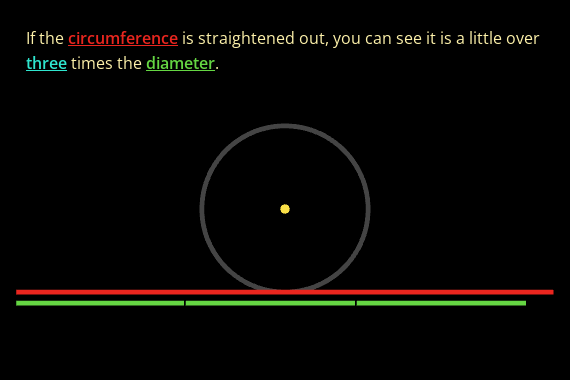 If the circumference is straightened out, you can see it is a little over
three times the diameter.